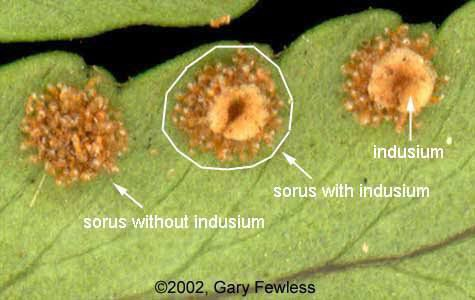 indusium
sorus with indusium
sorus without indusium
©2002, Gary Fewless